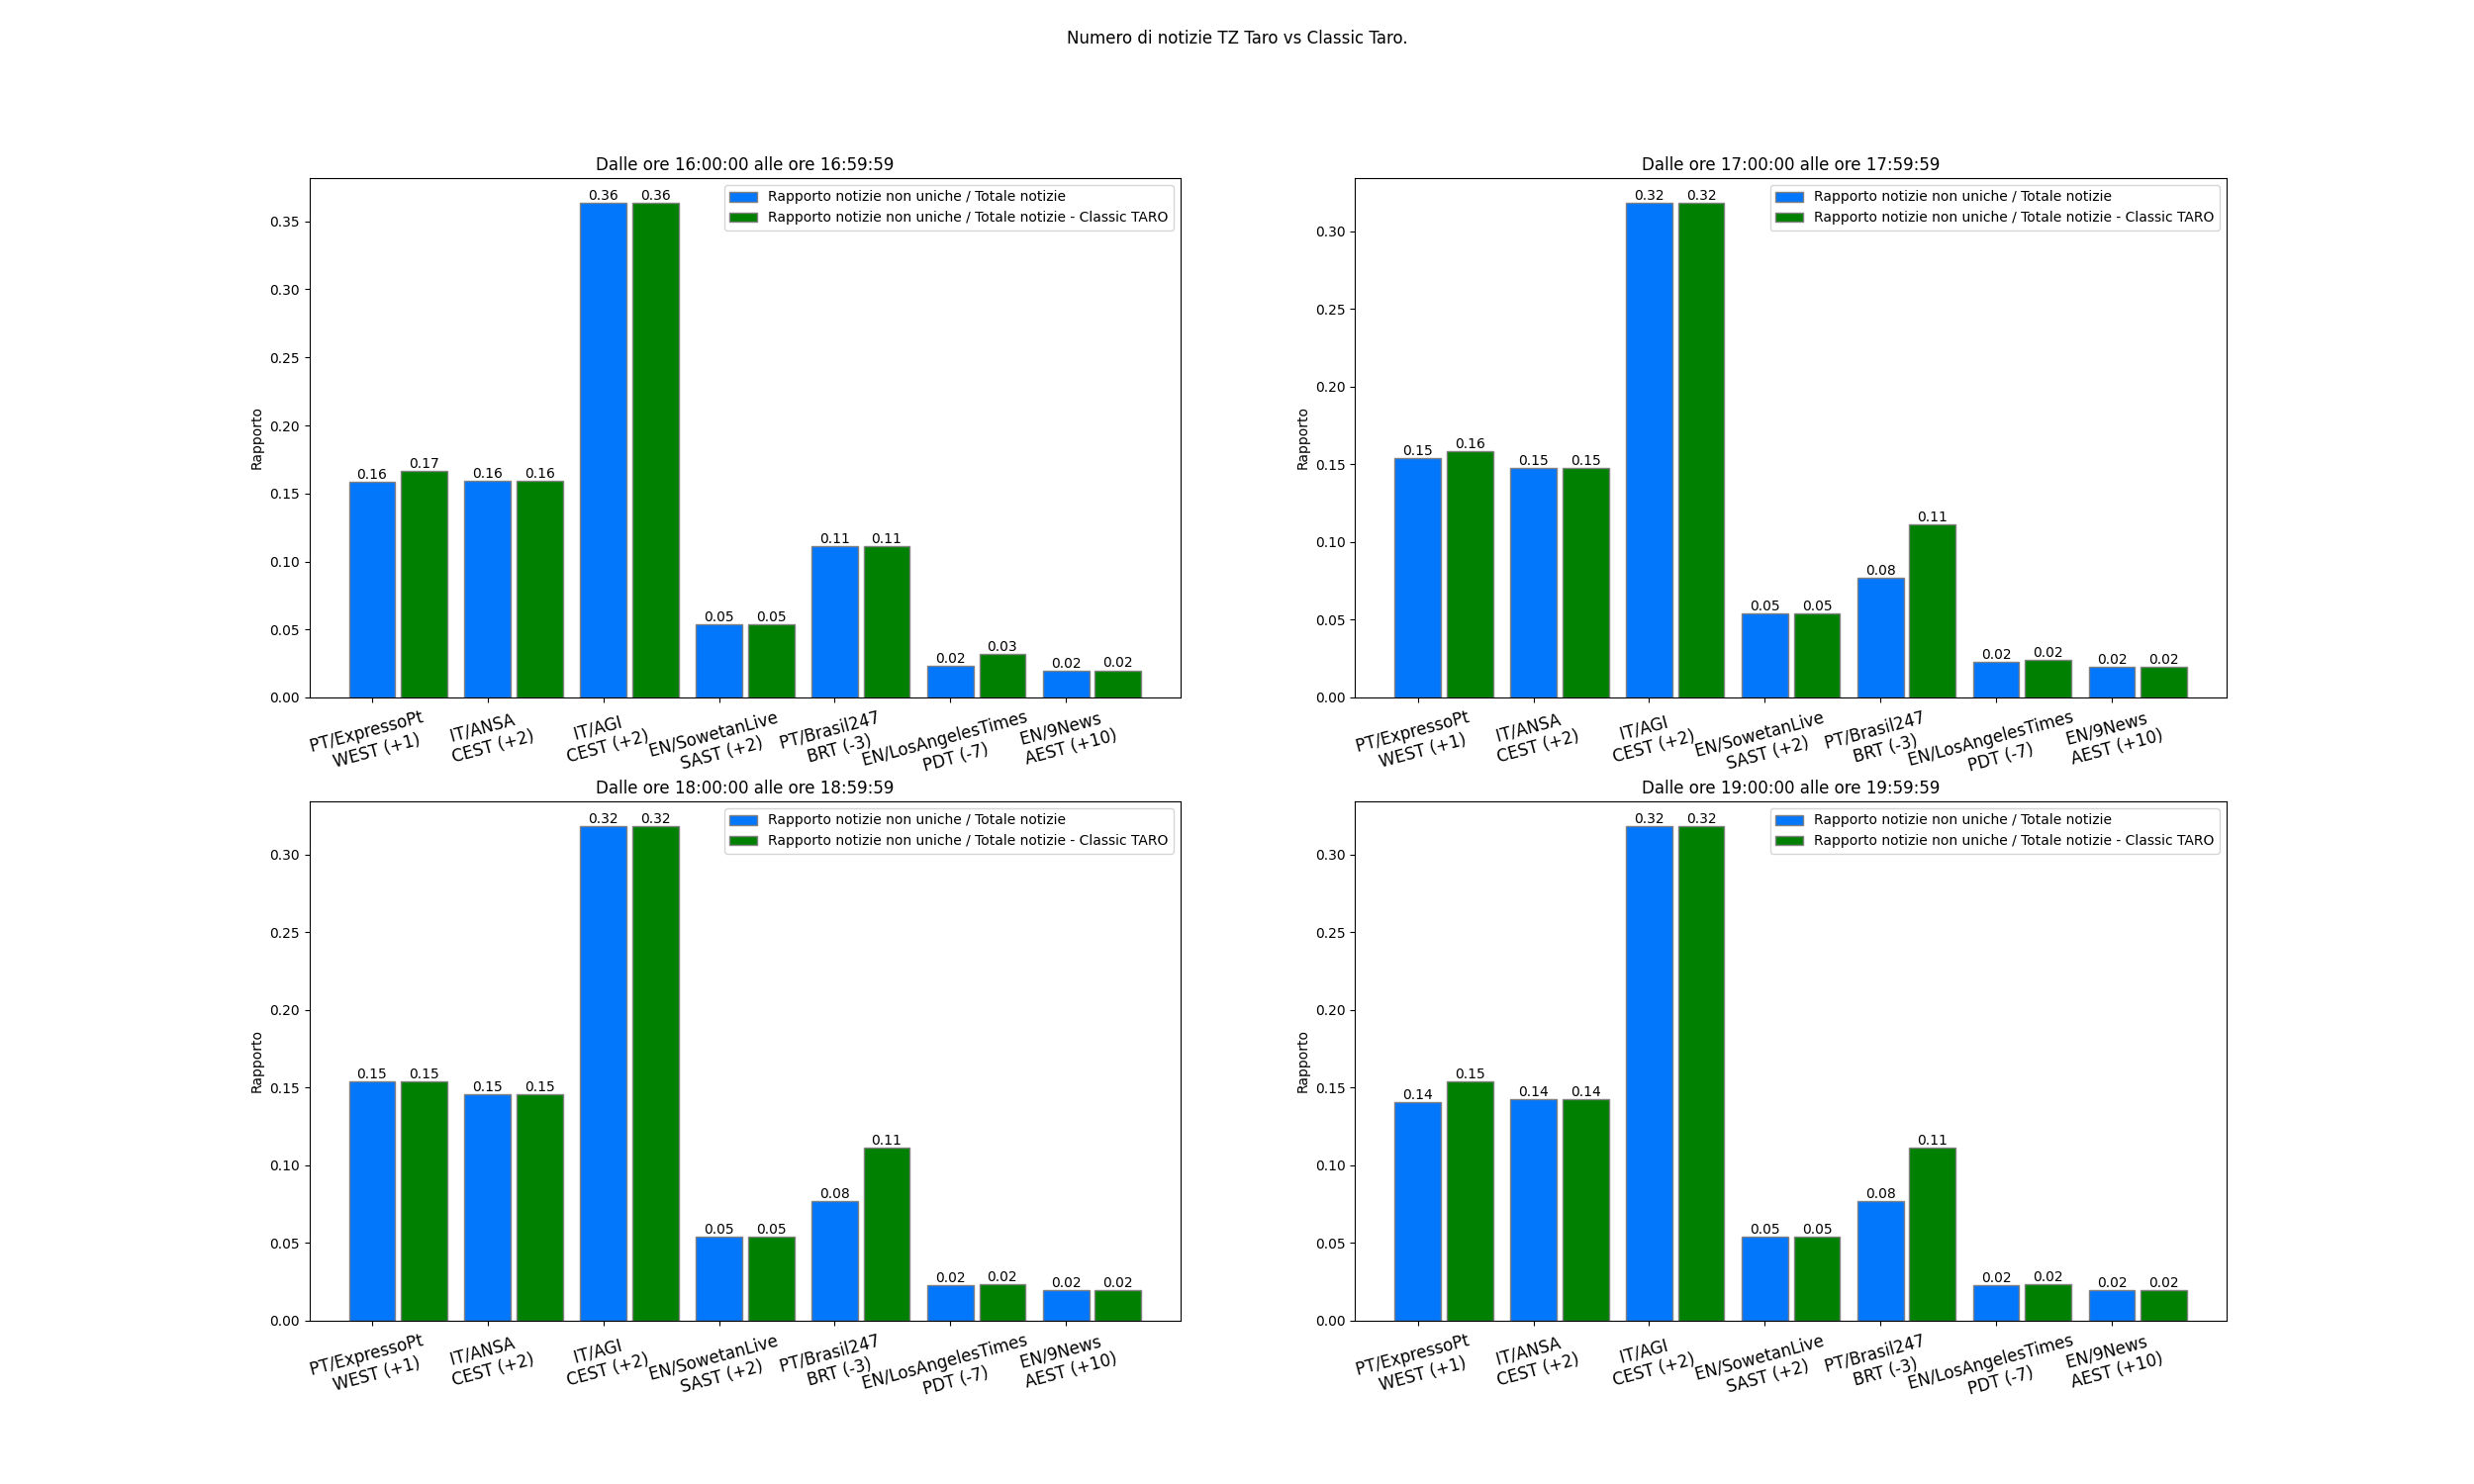 Numero di notizie TZ Taro vs Classic Taro.
Dalle ore 16:00:00 alle ore 16:59:59
Rapporto notizie non uniche / Totale notizie
Rapporto notizie non uniche / Totale notizie - Classic TARO
Rapporto
0.35
0.30
0.25
0.20
0.15
0.10
0.05
0.00
0.16
0.17
0.16
0.16
0.36
0.36
0.05
0.05
0.11
0.11
0.02
0.03
0.02
0.02
PT/ExpressoPt
WEST (+1)
IT/ANSA
CEST (+2)
IT/AGI
CEST (+2)
EN/SowetanLive
SAST (+2)
PT/Brasil247
BRT (-3)
EN/LosAngelesTimes
PDT (-7)
EN/9News
AEST (+10)
Dalle ore 17:00:00 alle ore 17:59:59
Rapporto notizie non uniche / Totale notizie
Rapporto notizie non uniche / Totale notizie - Classic TARO
Rapporto
0.30
0.25
0.20
0.15
0.10
0.05
0.00
0.15
0.16
0.15
0.15
0.32
0.32
0.05
0.05
0.08
0.11
0.02
0.02
0.02
0.02
PT/ExpressoPt
WEST (+1)
IT/ANSA
CEST (+2)
IT/AGI
CEST (+2)
EN/SowetanLive
SAST (+2)
PT/Brasil247
BRT (-3)
EN/LosAngelesTimes
PDT (-7)
EN/9News
AEST (+10)
Dalle ore 18:00:00 alle ore 18:59:59
Rapporto notizie non uniche / Totale notizie
Rapporto notizie non uniche / Totale notizie - Classic TARO
Rapporto
0.30
0.25
0.20
0.15
0.10
0.05
0.00
0.15
0.15
0.15
0.15
0.32
0.32
0.05
0.05
0.08
0.11
0.02
0.02
0.02
0.02
PT/ExpressoPt
WEST (+1)
IT/ANSA
CEST (+2)
IT/AGI
CEST (+2)
EN/SowetanLive
SAST (+2)
PT/Brasil247
BRT (-3)
EN/LosAngelesTimes
PDT (-7)
EN/9News
AEST (+10)
Dalle ore 19:00:00 alle ore 19:59:59
Rapporto notizie non uniche / Totale notizie
Rapporto notizie non uniche / Totale notizie - Classic TARO
Rapporto
0.30
0.25
0.20
0.15
0.10
0.05
0.00
0.14
0.15
0.14
0.14
0.32
0.32
0.05
0.05
0.08
0.11
0.02
0.02
0.02
0.02
PT/ExpressoPt
WEST (+1)
IT/ANSA
CEST (+2)
IT/AGI
CEST (+2)
EN/SowetanLive
SAST (+2)
PT/Brasil247
BRT (-3)
EN/LosAngelesTimes
PDT (-7)
EN/9News
AEST (+10)